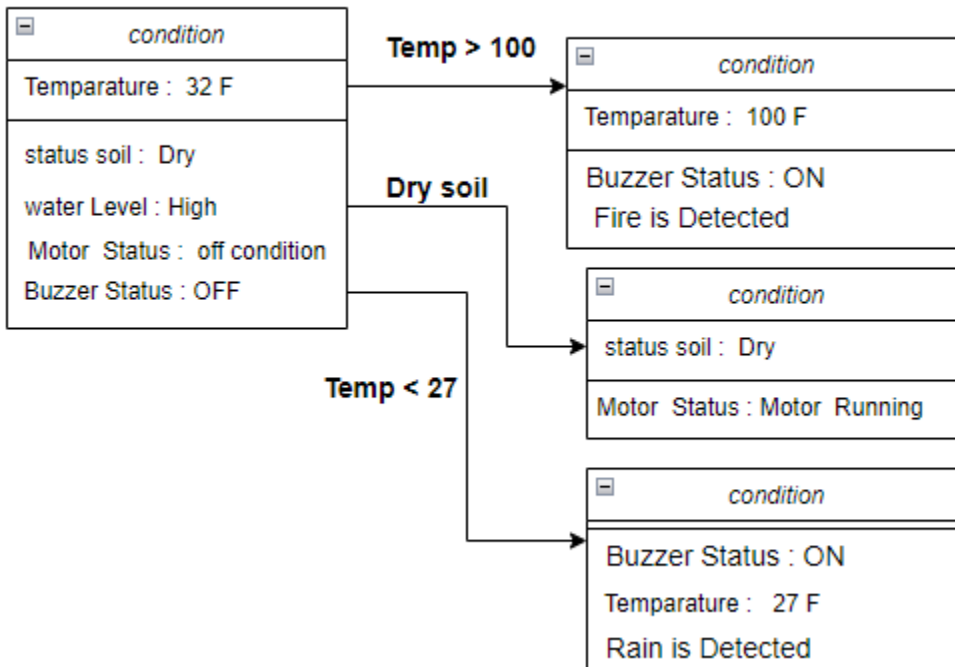 condition
Temparature : 32 F
status soil : Dry
water Level : High
Motor Status : off condition
Buzzer Status : OFF
Temp > 100
condition
Temparature : 100 F
Buzzer Status : ON
Fire is Detected
Dry soil
condition
status soil : Dry
Motor Status : Motor Running
Temp < 27
condition
Buzzer Status : ON
Temparature : 27 F
Rain is Detected